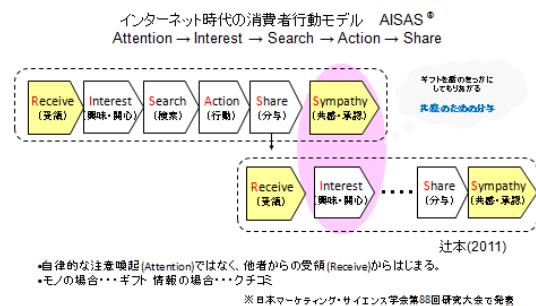 インターネット時代の消費者行動モデル　AISAS®
Attention → Interest → Search → Action → Share
Receive
(受領)
Interest
(興味・関心)
Search
(検索)
Action
(行動)
Share
(分与)
Sympathy
(共感・承認)
ギフトを話のきっかけ
にしてもりあがる
共感のための分与
Receive
(受領)
Interest
(興味・関心)
Share
(分与)
Sympathy
(共感・承認)
辻本(2011)
•自律的な注意喚起(Attention)ではなく、他者からの受領(Receive)からはじまる。
•モノの場合･･･ギフト 情報の場合･･･クチコミ
※日本マーケティング・サイエンス学会第88回研究大会で発表